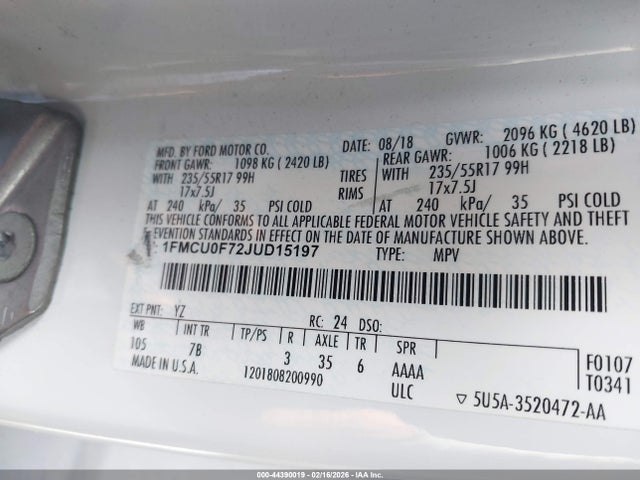 MFD. BY FORD MOTOR CO. DATE: 08/18 GVWR: 2096 KG ( 4620 LB)
FRONT GAWR: 1098 KG ( 2420 LB) REAR GAWR: 1006 KG ( 2218 LB)
WITH 235/55R17 99H TIRES WITH 235/55R17 99H
17x7.5J RIMS 17x7.5J
AT 240 kPa/ 35 PSI COLD AT 240 kPa/ 35 PSI COLD
THIS VEHICLE CONFORMS TO ALL APPLICABLE FEDERAL MOTOR VEHICLE SAFETY AND THEFT
EVENTION STANDARDS IN EFFECT ON THE DATE OF MANUFACTURE SHOWN ABOVE.
1FMCU0F72JUD15197 TYPE: MPV
EXT PNT: YZ RC: 24 DSO:
WB INT TR TP/PS R AXLE TR SPR
105 7B 3 35 6 AAAA
MADE IN U.S.A. 1201808200990 ULC
F0107
T0341
▽ 5U5A-3520472-AA
000-44390019 - 02/16/2026 - IAA Inc.